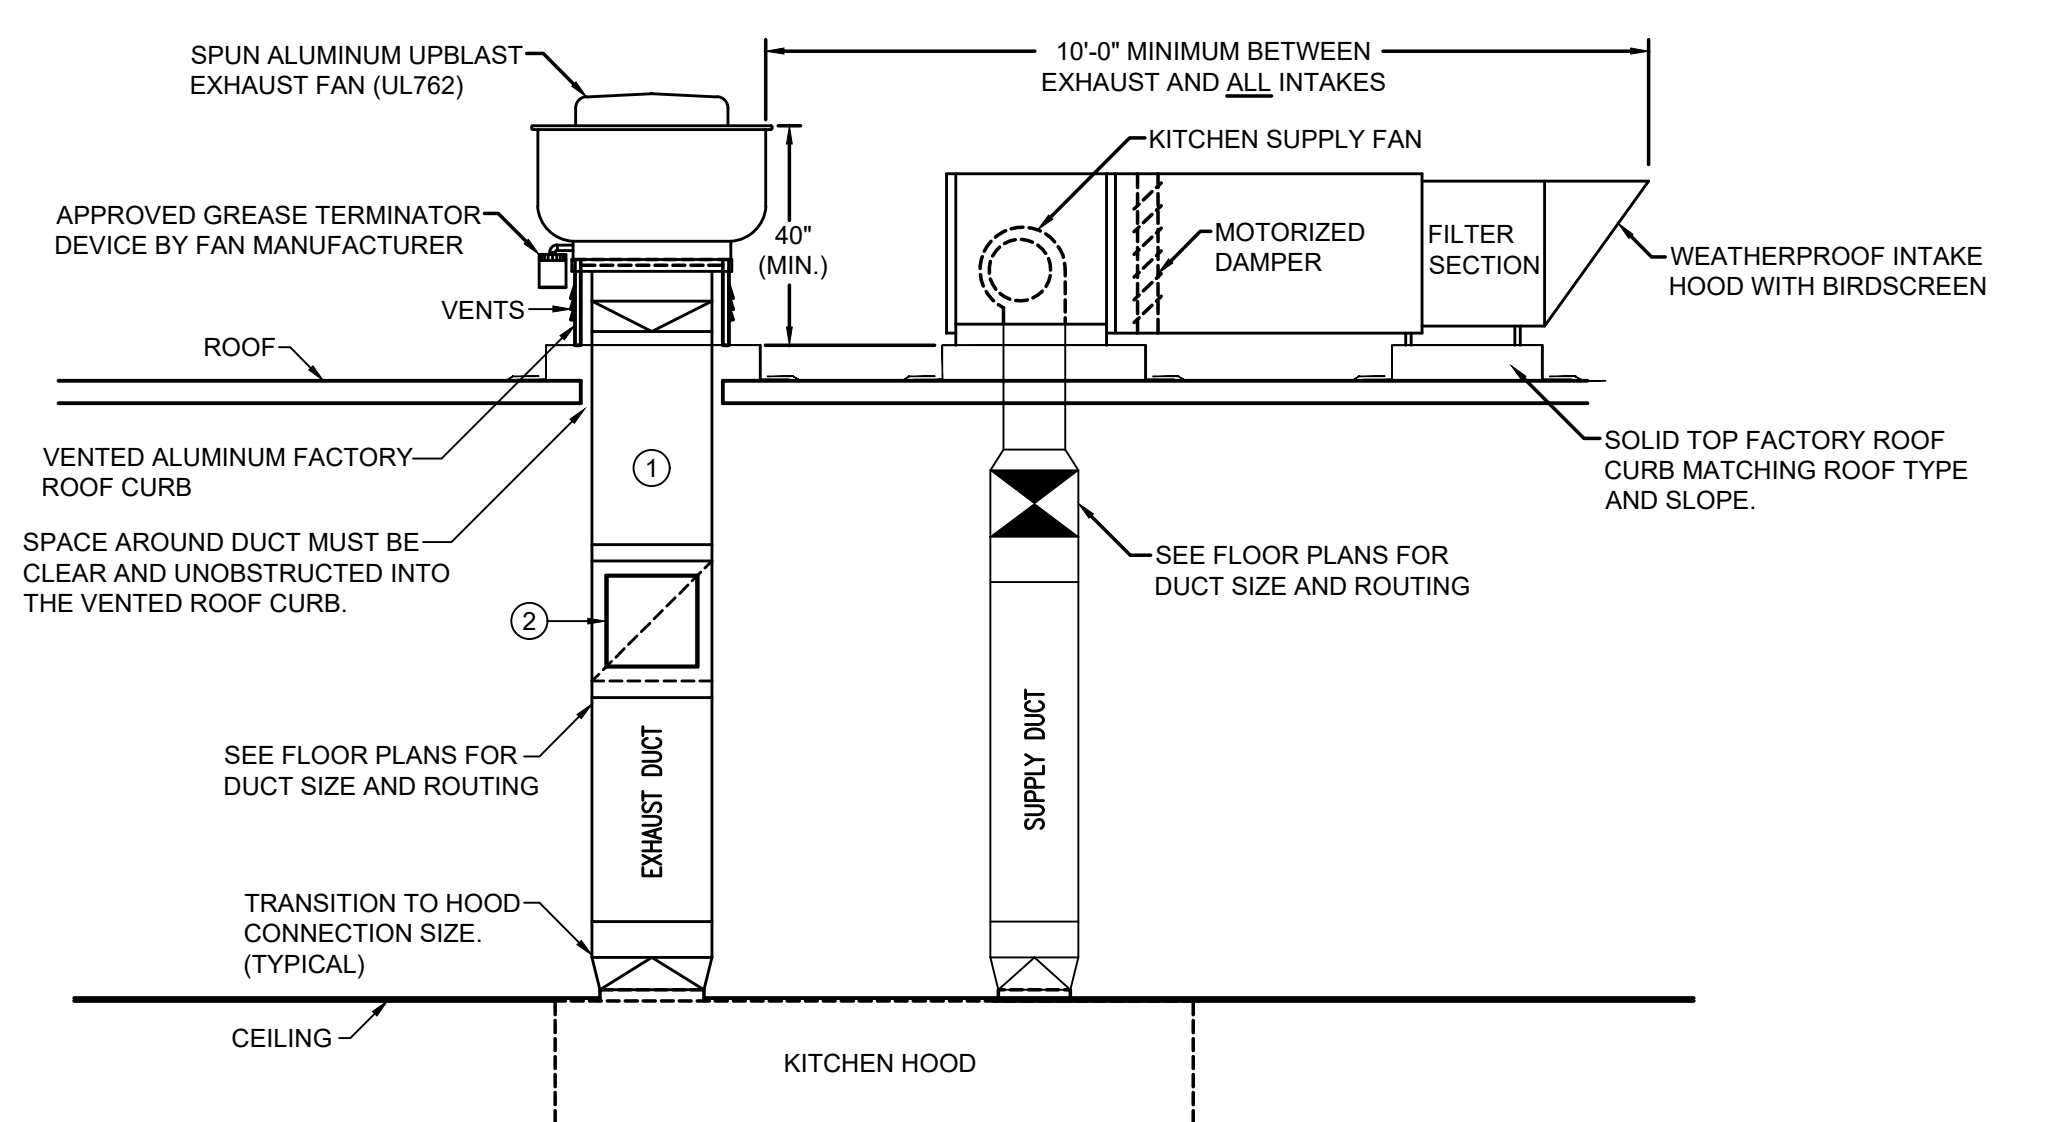 SPUN ALUMINUM UPBLAST
EXHAUST FAN (UL762)
10'-0" MINIMUM BETWEEN
EXHAUST AND ALL INTAKES
KITCHEN SUPPLY FAN
APPROVED GREASE TERMINATOR
DEVICE BY FAN MANUFACTURER
40"
(MIN.)
MOTORIZED
DAMPER
FILTER
SECTION
WEATHERPROOF INTAKE
HOOD WITH BIRDSCREEN
VENTS
ROOF
VENTED ALUMINUM FACTORY
ROOF CURB
1
SOLID TOP FACTORY ROOF
CURB MATCHING ROOF TYPE
AND SLOPE.
SPACE AROUND DUCT MUST BE
CLEAR AND UNOBSTRUCTED INTO
THE VENTED ROOF CURB.
SEE FLOOR PLANS FOR
DUCT SIZE AND ROUTING
2
SEE FLOOR PLANS FOR
DUCT SIZE AND ROUTING
EXHAUST DUCT
SUPPLY DUCT
TRANSITION TO HOOD
CONNECTION SIZE.
(TYPICAL)
CEILING
KITCHEN HOOD